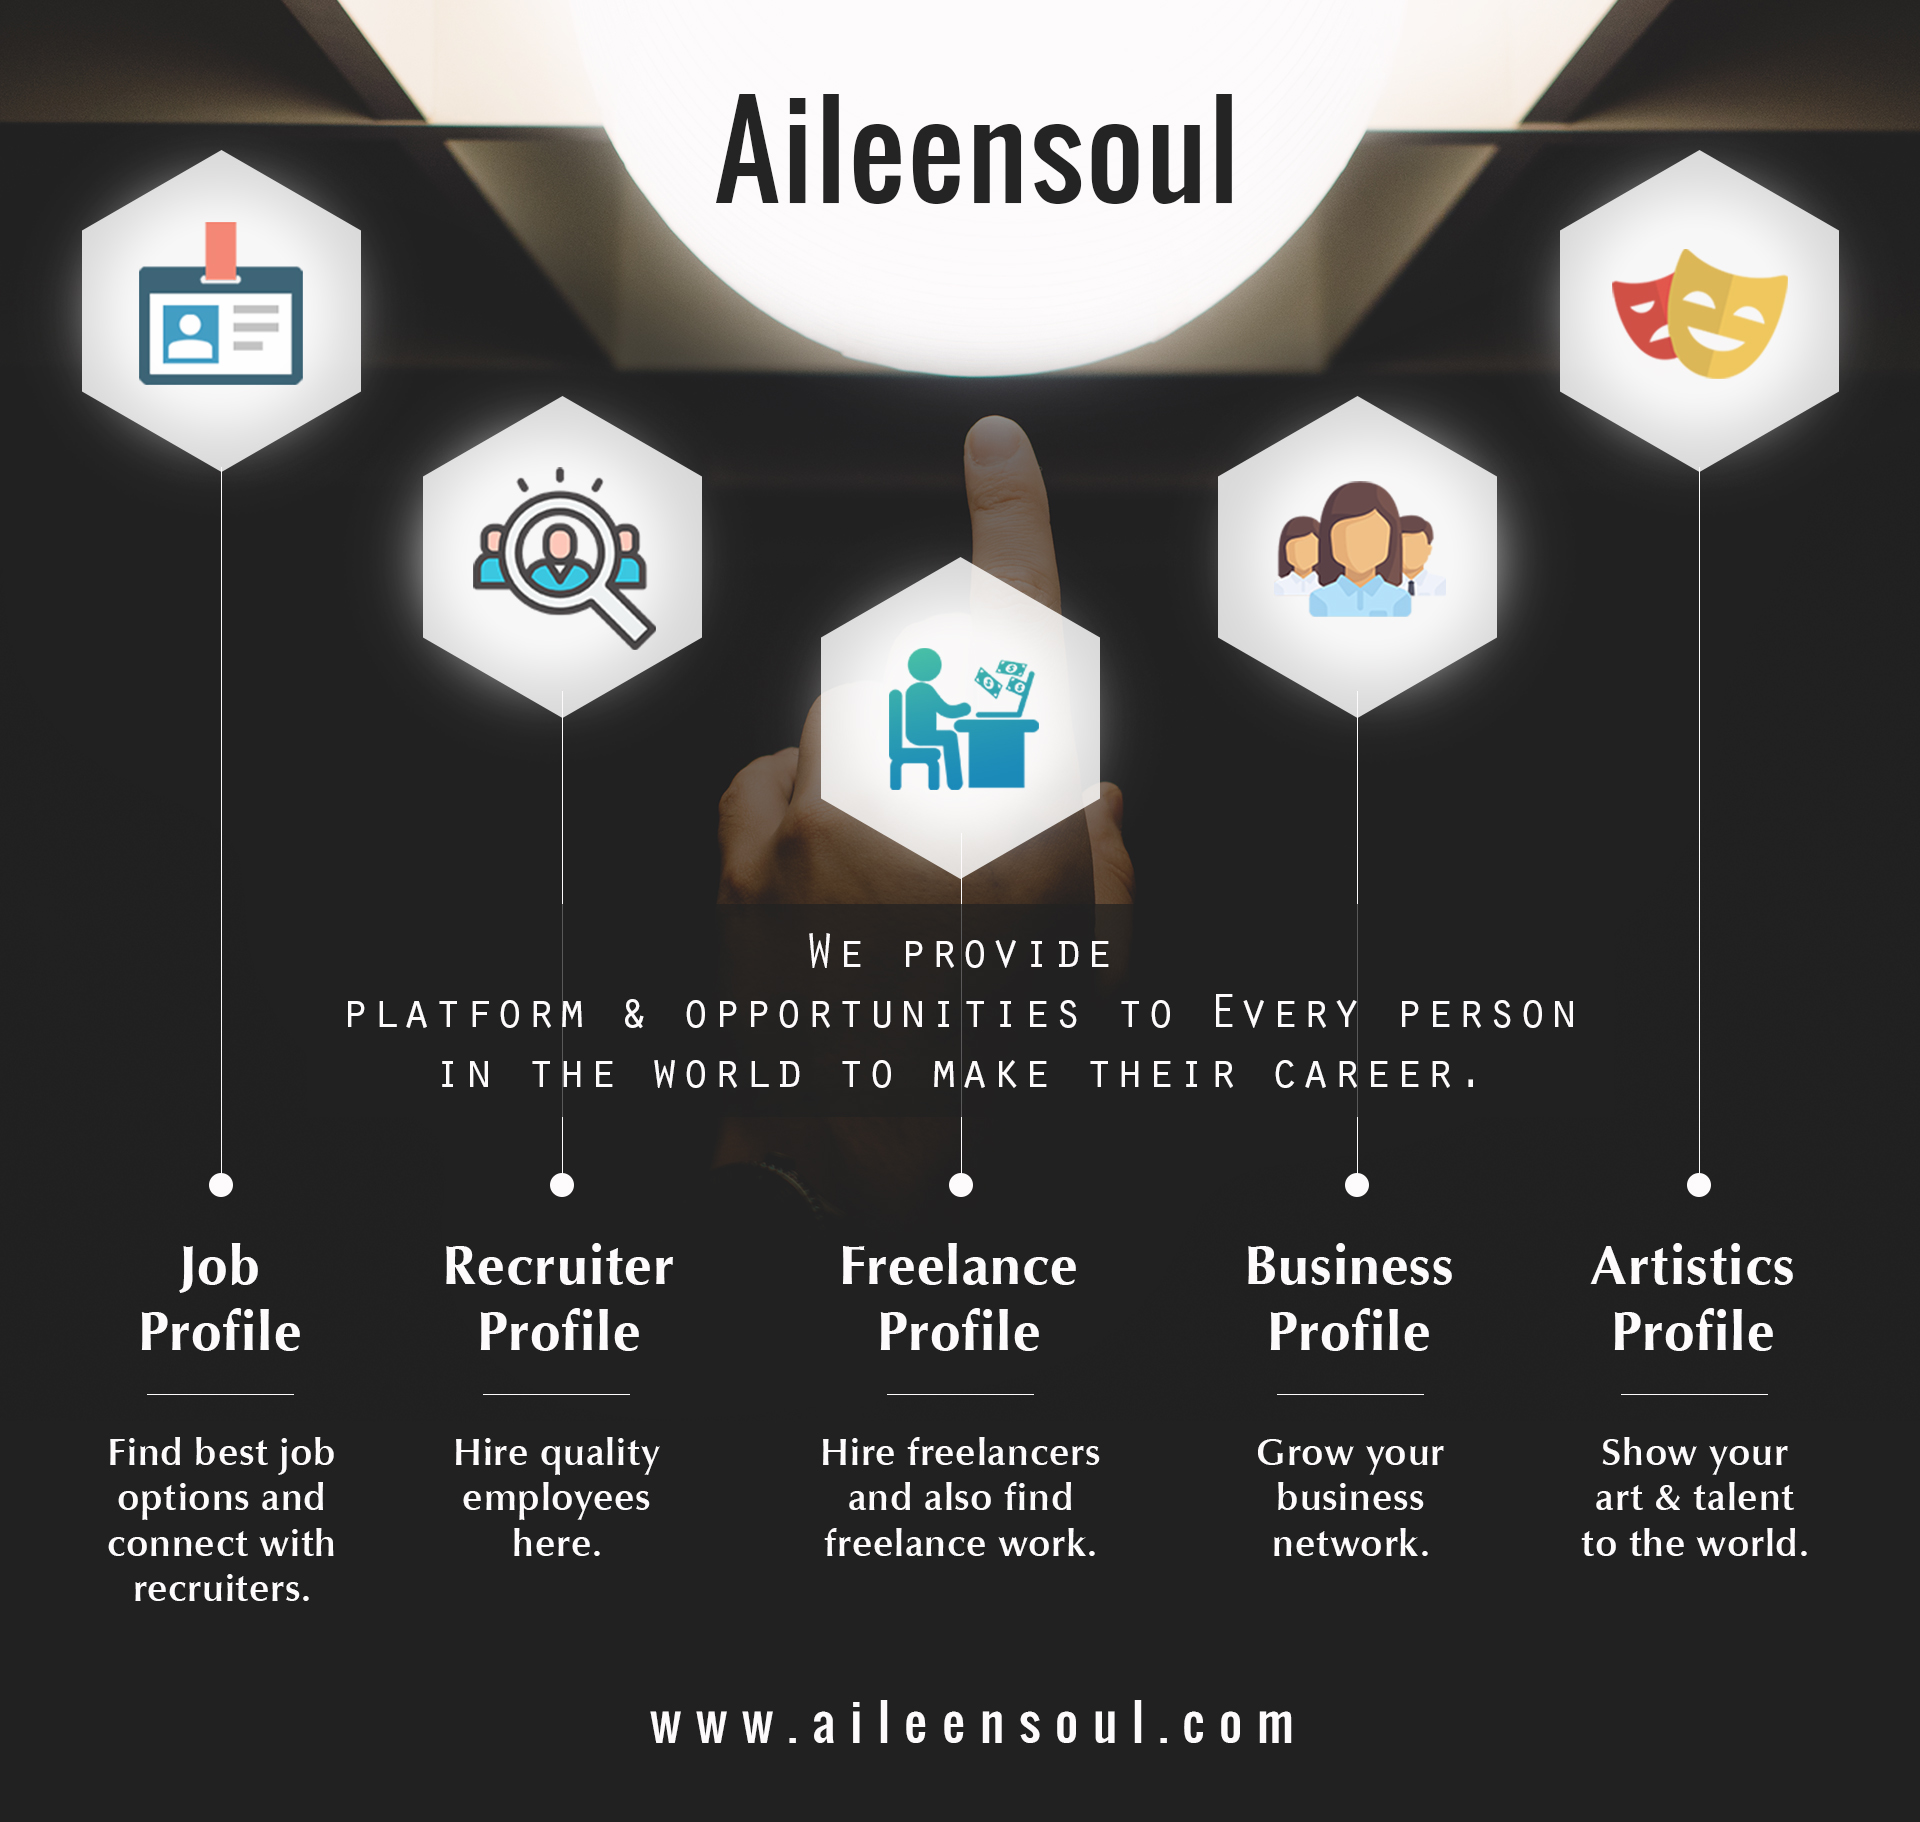 Aileensoul
We provide
platform & opportunities to Every person
in the world to make their career.
Job
Profile
Find best job
options and
connect with
recruiters.
Recruiter
Profile
Hire quality
employees
here.
Freelance
Profile
Hire freelancers
and also find
freelance work.
Business
Profile
Grow your
business
network.
Artistics
Profile
Show your
art & talent
to the world.
www.aileensoul.com